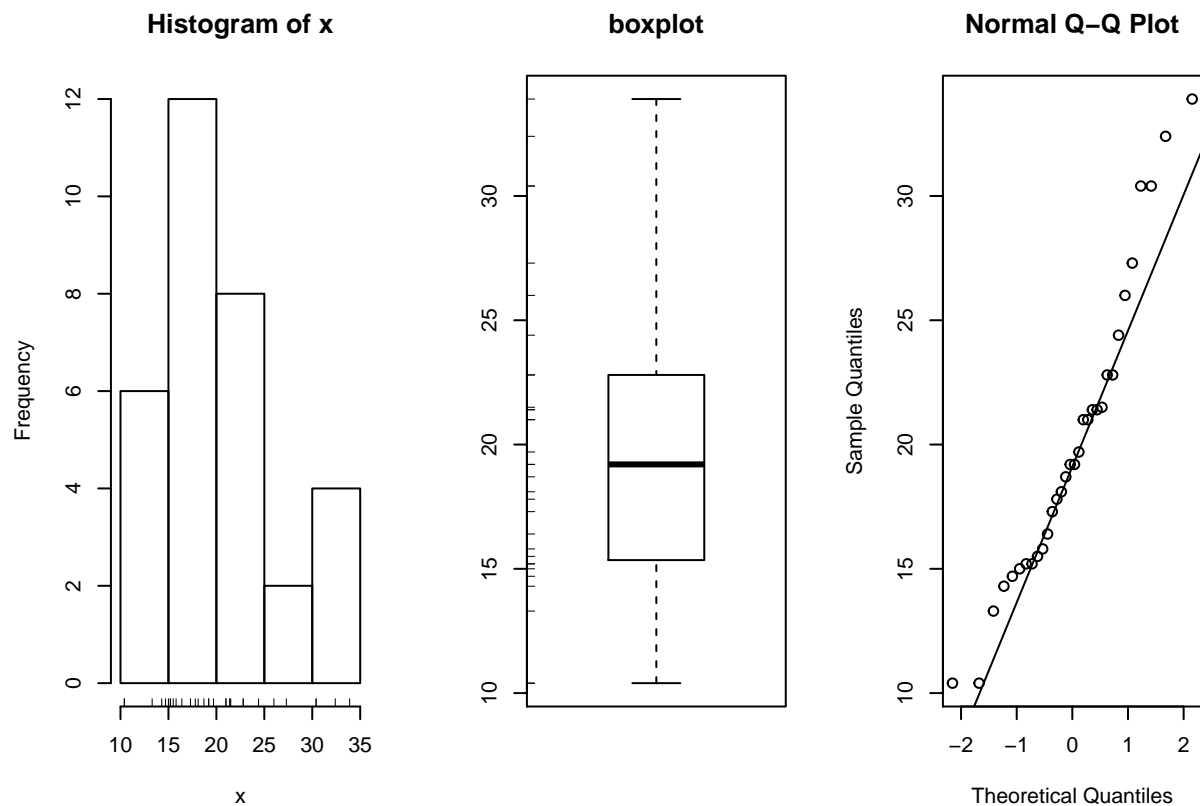 Histogram of x
Frequency
0
2
4
6
8
10
12
10 15 20 25 30 35
x
boxplot
10
15
20
25
30
Normal Q−Q Plot
Sample Quantiles
10
15
20
25
30
−2 −1 0 1 2
Theoretical Quantiles